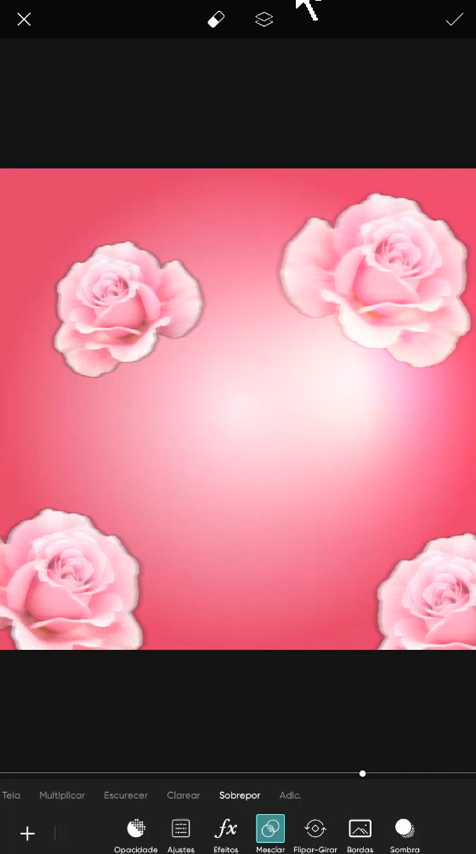 Tela Multiplicar Escurecer Clarear Sobrepor Adic.
Opacidade Ajustes Efeitos Mesclar Flipar-Girar Bordas Sombra